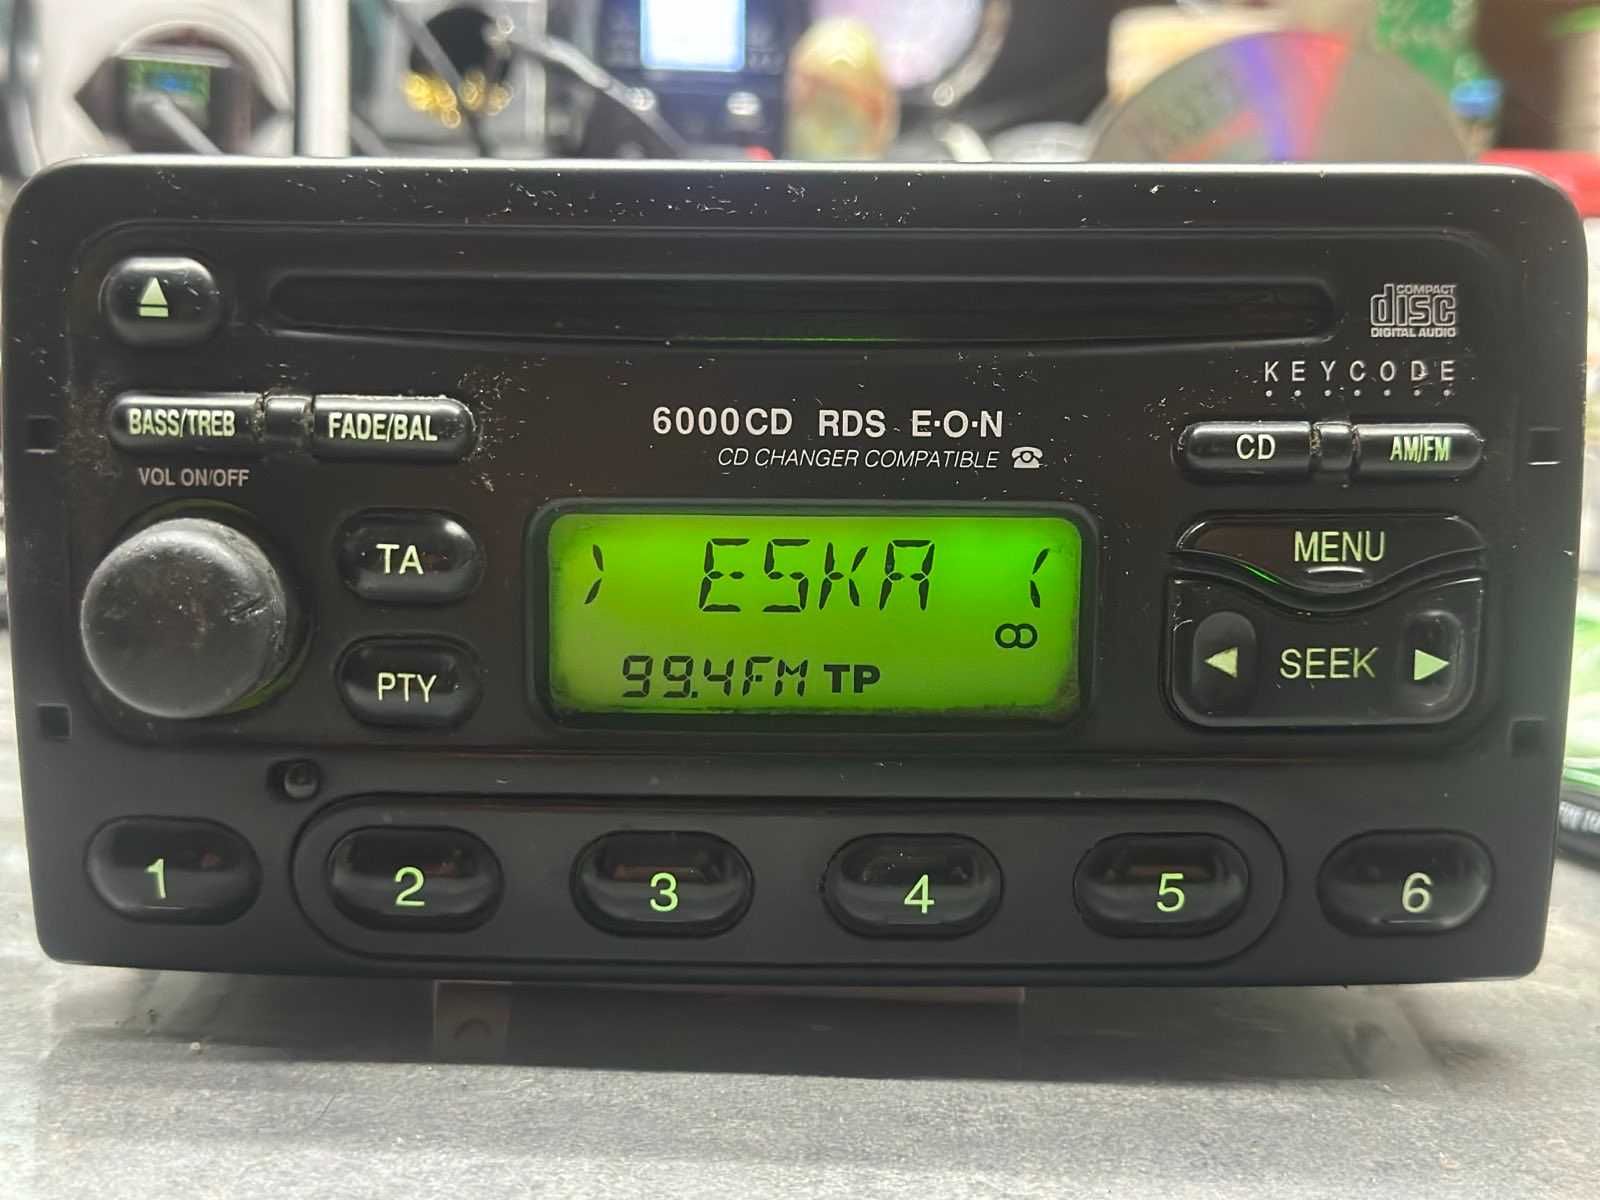 COMPACT
disc
DIGITAL AUDIO
KEYCODE
BASS/TREB FADE/BAL
6000CD RDS E·O·N
CD AM/FM
CD CHANGER COMPATIBLE
VOL ON/OFF
TA
ESKA
MENU
SEEK
99.4FM TP
PTY
1 2 3 4 5 6